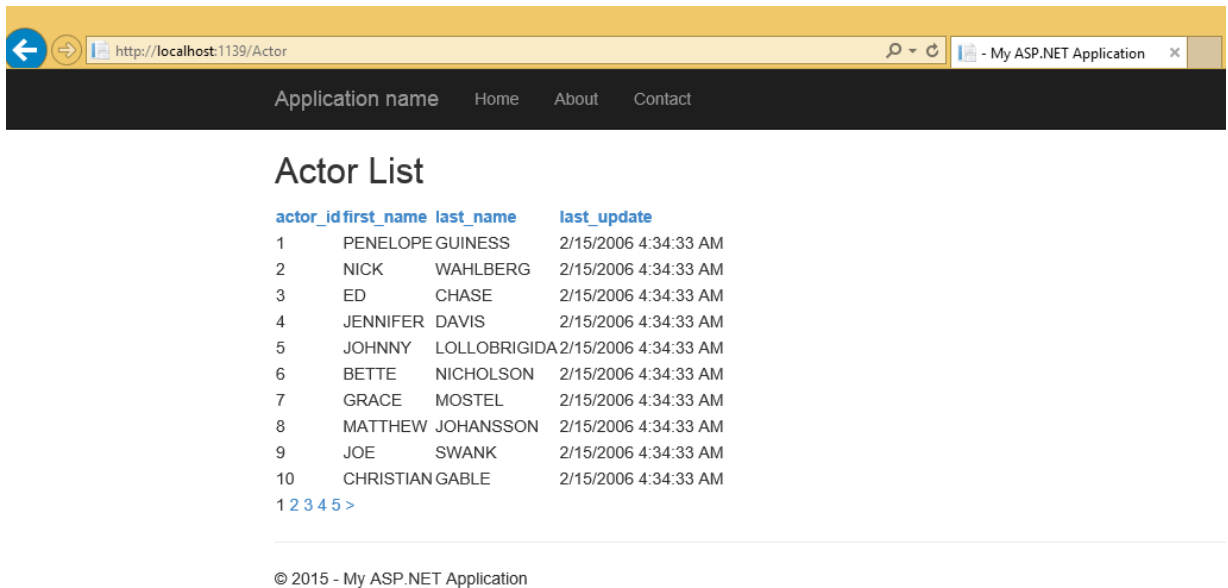 http://localhost:1139/Actor
- My ASP.NET Application
Application name Home About Contact
Actor List
actor_id first_name last_name last_update
1 PENELOPE GUINESS 2/15/2006 4:34:33 AM
2 NICK WAHLBERG 2/15/2006 4:34:33 AM
3 ED CHASE 2/15/2006 4:34:33 AM
4 JENNIFER DAVIS 2/15/2006 4:34:33 AM
5 JOHNNY LOLLOBRIGIDA 2/15/2006 4:34:33 AM
6 BETTE NICHOLSON 2/15/2006 4:34:33 AM
7 GRACE MOSTEL 2/15/2006 4:34:33 AM
8 MATTHEW JOHANSSON 2/15/2006 4:34:33 AM
9 JOE SWANK 2/15/2006 4:34:33 AM
10 CHRISTIAN GABLE 2/15/2006 4:34:33 AM
1 2 3 4 5 >
© 2015 - My ASP.NET Application